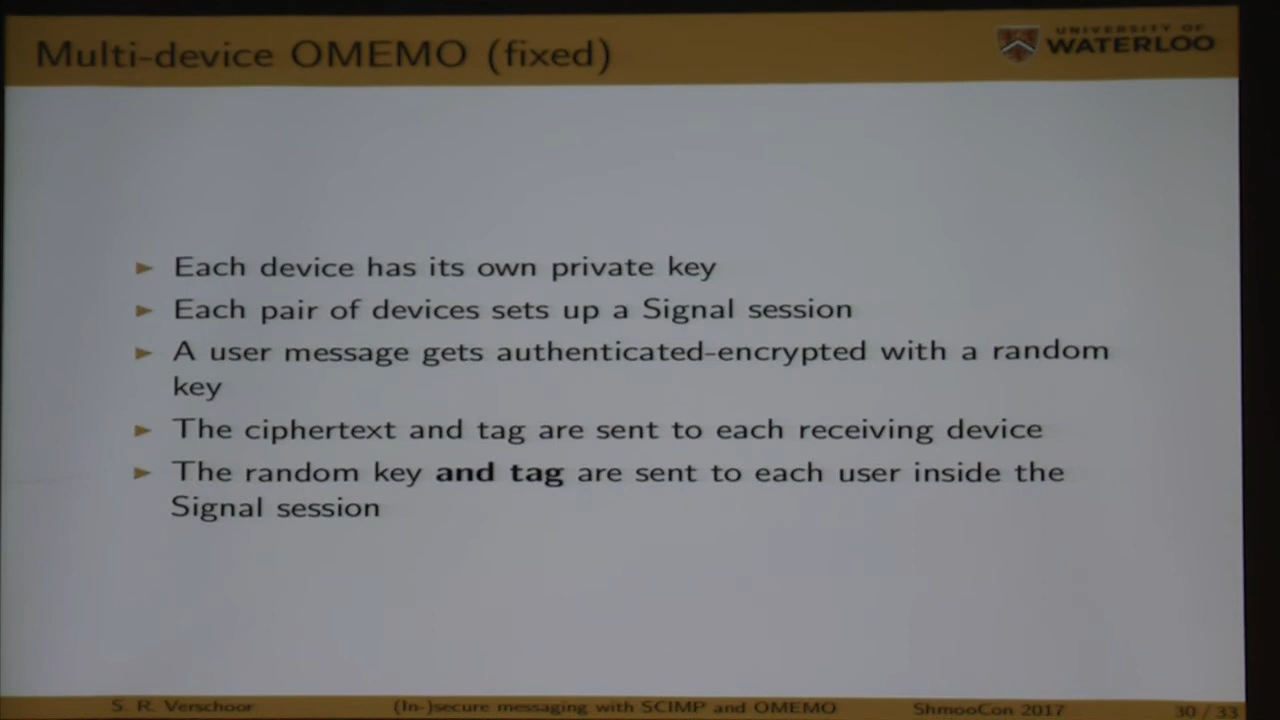 Multi-device OMEMO (fixed)
UNIVERSITY OF
WATERLOO
► Each device has its own private key
► Each pair of devices sets up a Signal session
► A user message gets authenticated-encrypted with a random
key
► The ciphertext and tag are sent to each receiving device
► The random key and tag are sent to each user inside the
Signal session
S. R. Verschoor (In-)secure messaging with SCIMP and OMEMO ShmooCon 2017 30 / 33